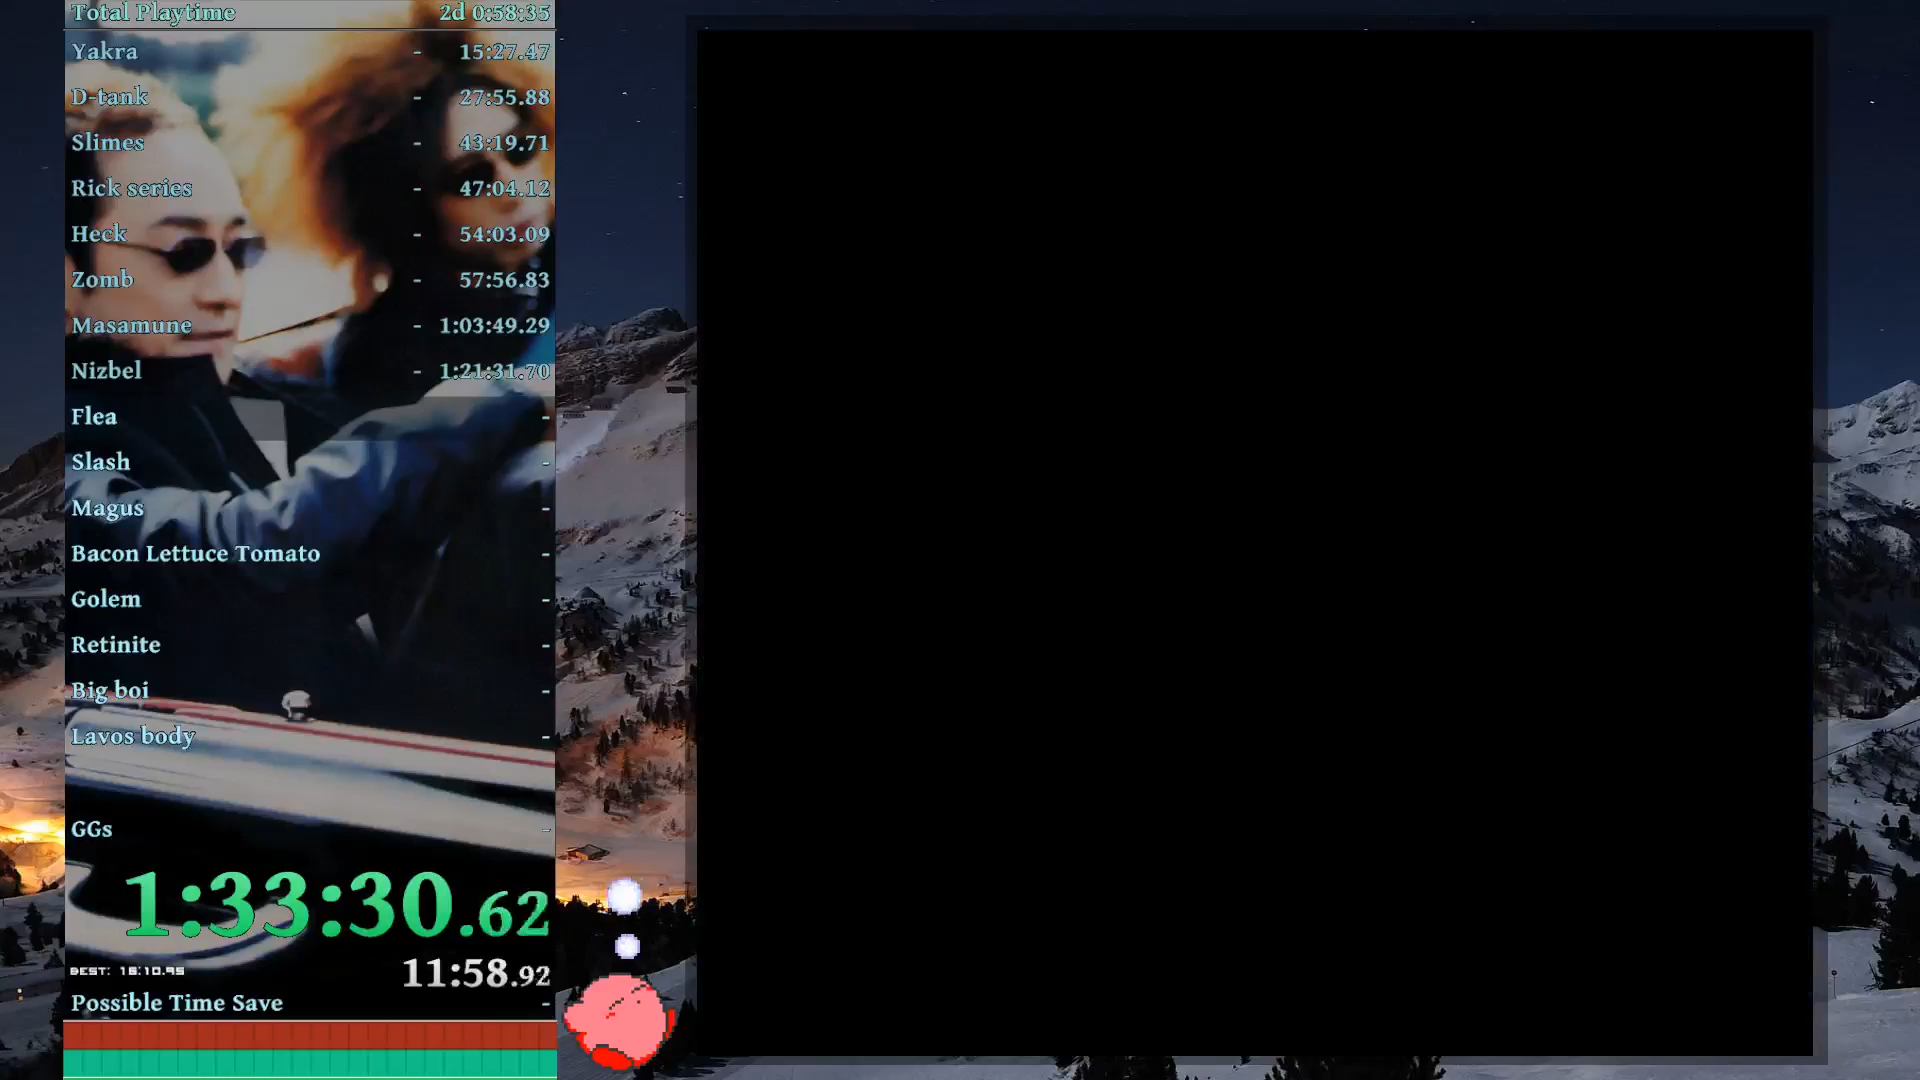 Total Playtime 2d 0:58:35
Yakra - 15:27.47
D-tank - 27:55.88
Slimes - 43:19.71
Rick series - 47:04.12
Heck - 54:03.09
Zomb - 57:56.83
Masamune - 1:03:49.29
Nizbel - 1:21:31.70
Flea -
Slash -
Magus -
Bacon Lettuce Tomato -
Golem -
Retinite -
Big boi -
Lavos body -
GGs -
1:33:30.62
BEST: 16:10.95 11:58.92
Possible Time Save -